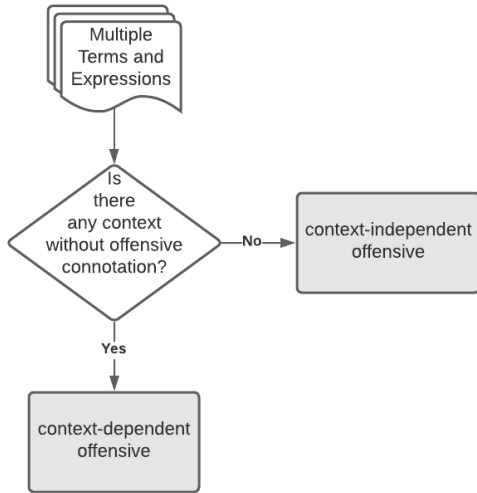 Multiple
Terms and
Expressions
Is
there
any context
without offensive
connotation?
No
context-independent
offensive
Yes
context-dependent
offensive